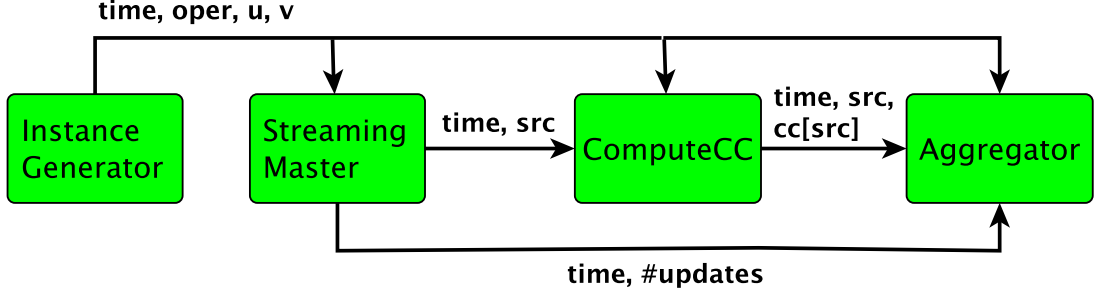 time, oper, u, v
Instance
Generator
Streaming
Master
time, src
ComputeCC
time, src,
cc[src]
Aggregator
time, #updates